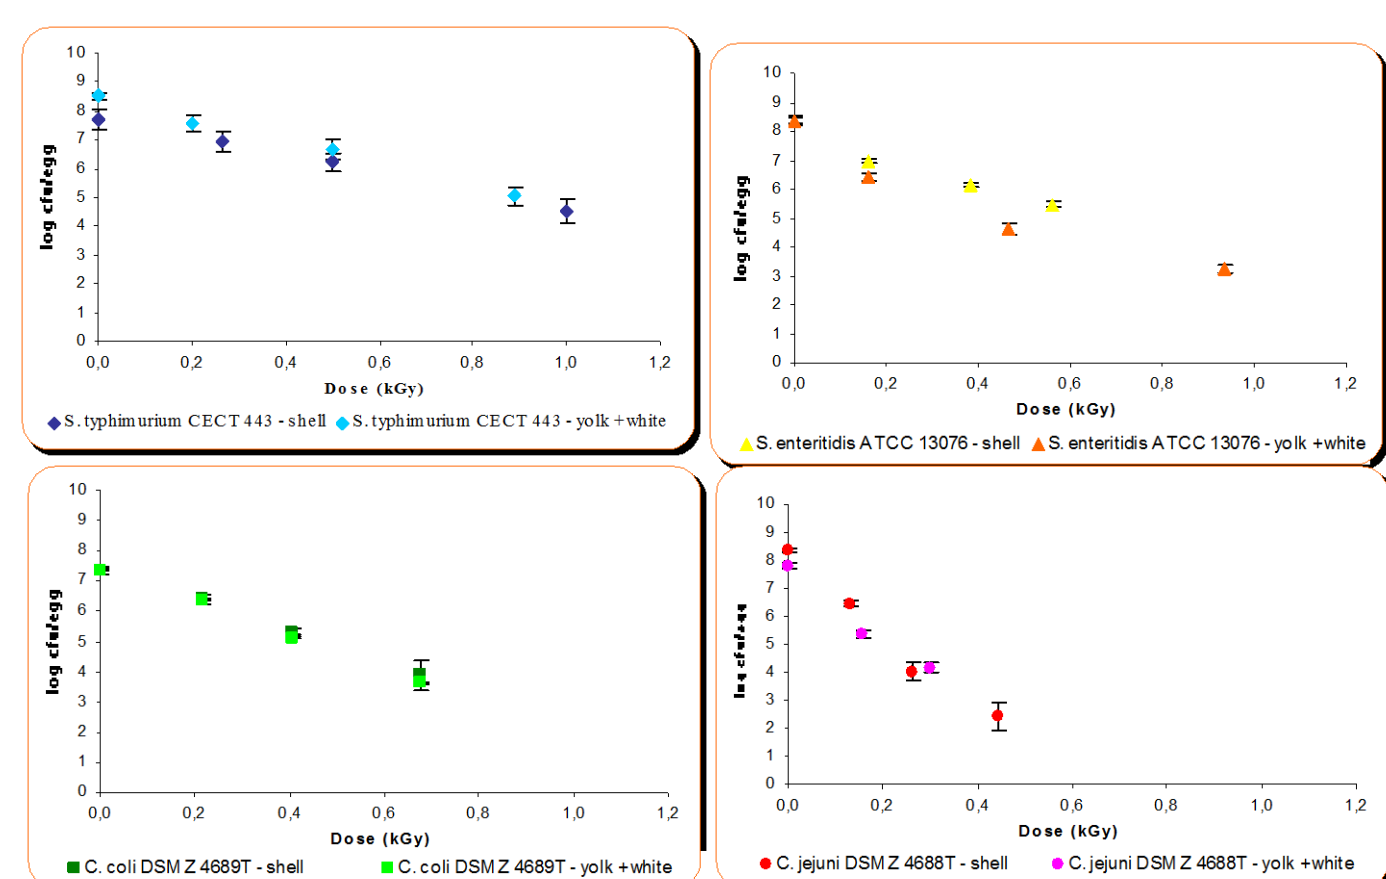 10
9
8
7
6
5
4
3
2
1
0
log cfu/egg
0,0 0,2 0,4 0,6 0,8 1,0 1,2
Dose (kGy)
S. typhimurium CECT 443 - shell S. typhimurium CECT 443 - yolk + white
10
9
8
7
6
5
4
3
2
1
0
log cfu/egg
0,0 0,2 0,4 0,6 0,8 1,0 1,2
Dose (kGy)
S. enteritidis ATCC 13076 - shell S. enteritidis ATCC 13076 - yolk + white
10
9
8
7
6
5
4
3
2
1
0
log cfu/egg
0,0 0,2 0,4 0,6 0,8 1,0 1,2
Dose (kGy)
C. coli DSM Z 4689T - shell C. coli DSM Z 4689T - yolk + white
10
9
8
7
6
5
4
3
2
1
0
log cfu/egg
0,0 0,2 0,4 0,6 0,8 1,0 1,2
Dose (kGy)
C. jejuni DSM Z 4688T - shell C. jejuni DSM Z 4688T - yolk + white